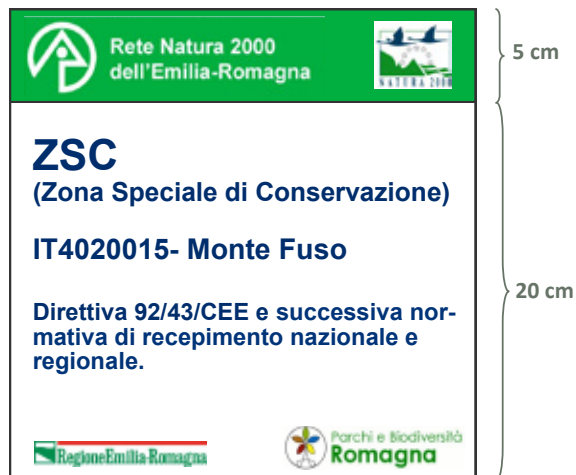 Rete Natura 2000
dell'Emilia-Romagna
NATURA 2000
5 cm
ZSC
(Zona Speciale di Conservazione)
IT4020015- Monte Fuso
Direttiva 92/43/CEE e successiva nor-
mativa di recepimento nazionale e
regionale.
20 cm
RegioneEmilia-Romagna
Parchi e Biodiversità
Romagna